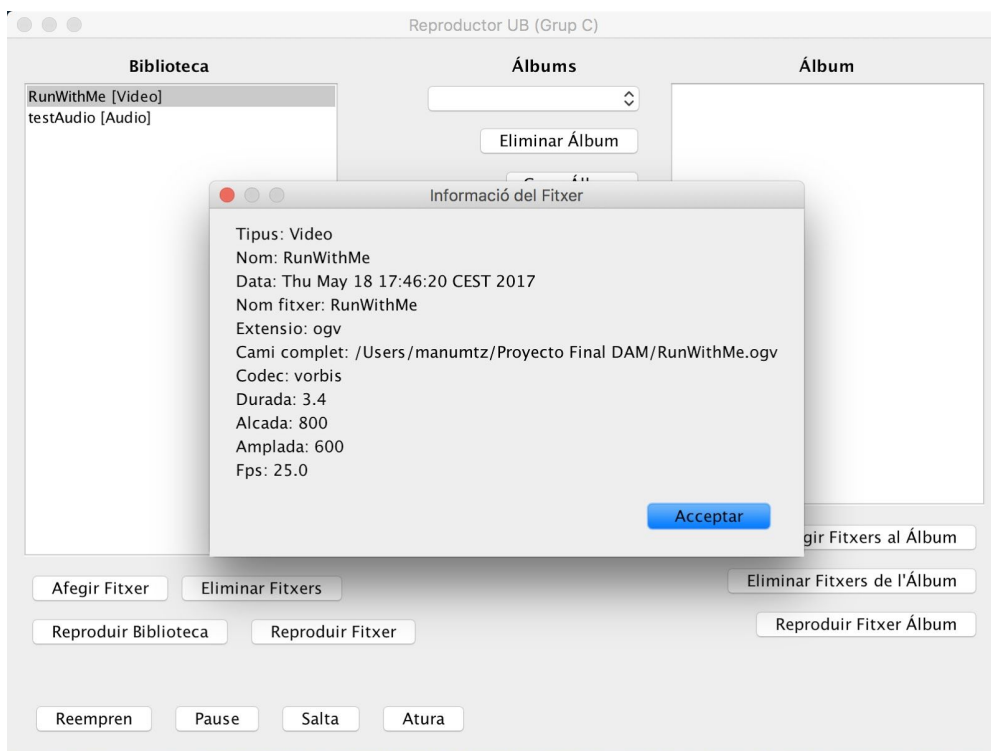 Reproductor UB (Grup C)
Biblioteca
Álbums
Álbum
RunWithMe [Video]
testAudio [Audio]
Eliminar Álbum
Informació del Fitxer
Tipus: Video
Nom: RunWithMe
Data: Thu May 18 17:46:20 CEST 2017
Nom fitxer: RunWithMe
Extensio: ogv
Cami complet: /Users/manumtz/Proyecto Final DAM/RunWithMe.ogv
Codec: vorbis
Durada: 3.4
Alcada: 800
Amplada: 600
Fps: 25.0
Acceptar
Fitxers al Álbum
Afegir Fitxer
Eliminar Fitxers
Eliminar Fitxers de l'Álbum
Reproduir Biblioteca
Reproduir Fitxer
Reproduir Fitxer Álbum
Reempren
Pause
Salta
Atura